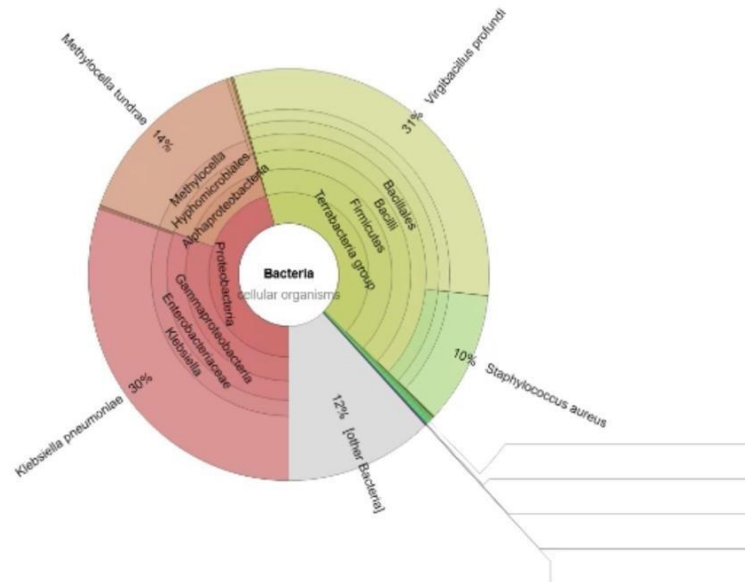 Methylocella tundrae
14%
Virgibacillus profundi
31%
Methylocella
Hyphomicrobiales
Alphaproteobacteria
Proteobacteria
Terrabacteria group
Firmicutes
Bacilli
Bacillales
Bacteria
cellular organisms
Gammaproteobacteria
Enterobacteriaceae
Klebsiella
30%
Klebsiella pneumoniae
10%
Staphylococcus aureus
12% [other Bacteria]